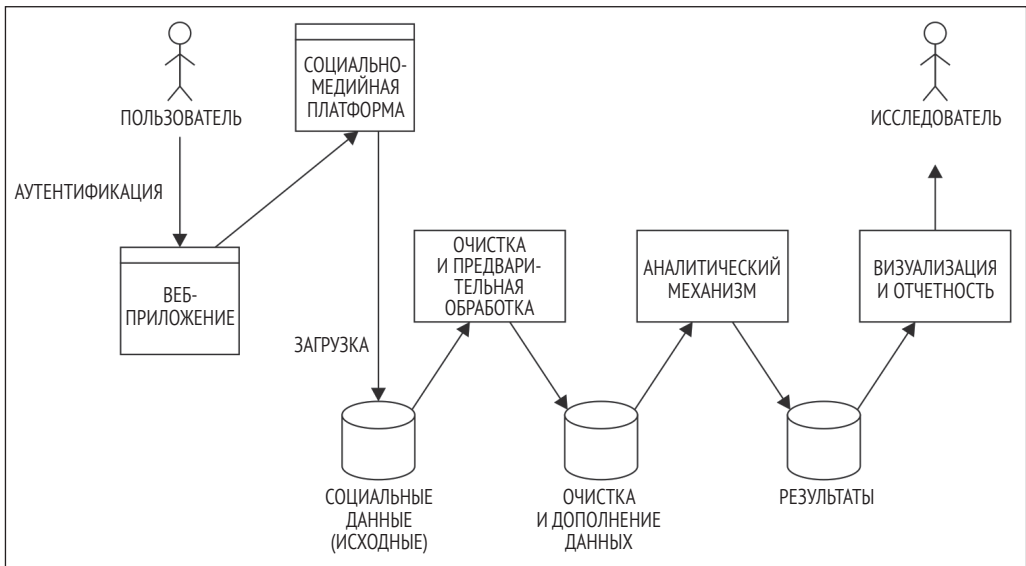 ПОЛЬЗОВАТЕЛЬ
СОЦИАЛЬНО-
МЕДИЙНАЯ
ПЛАТФОРМА
ИССЛЕДОВАТЕЛЬ
АУТЕНТИФИКАЦИЯ
ВЕБ-
ПРИЛОЖЕНИЕ
ЗАГРУЗКА
ОЧИСТКА
И ПРЕДВАРИ-
ТЕЛЬНАЯ
ОБРАБОТКА
АНАЛИТИЧЕСКИЙ
МЕХАНИЗМ
ВИЗУАЛИЗАЦИЯ
И ОТЧЕТНОСТЬ
СОЦИАЛЬНЫЕ
ДАННЫЕ
(ИСХОДНЫЕ)
ОЧИСТКА
И ДОПОЛНЕНИЕ
ДАННЫХ
РЕЗУЛЬТАТЫ